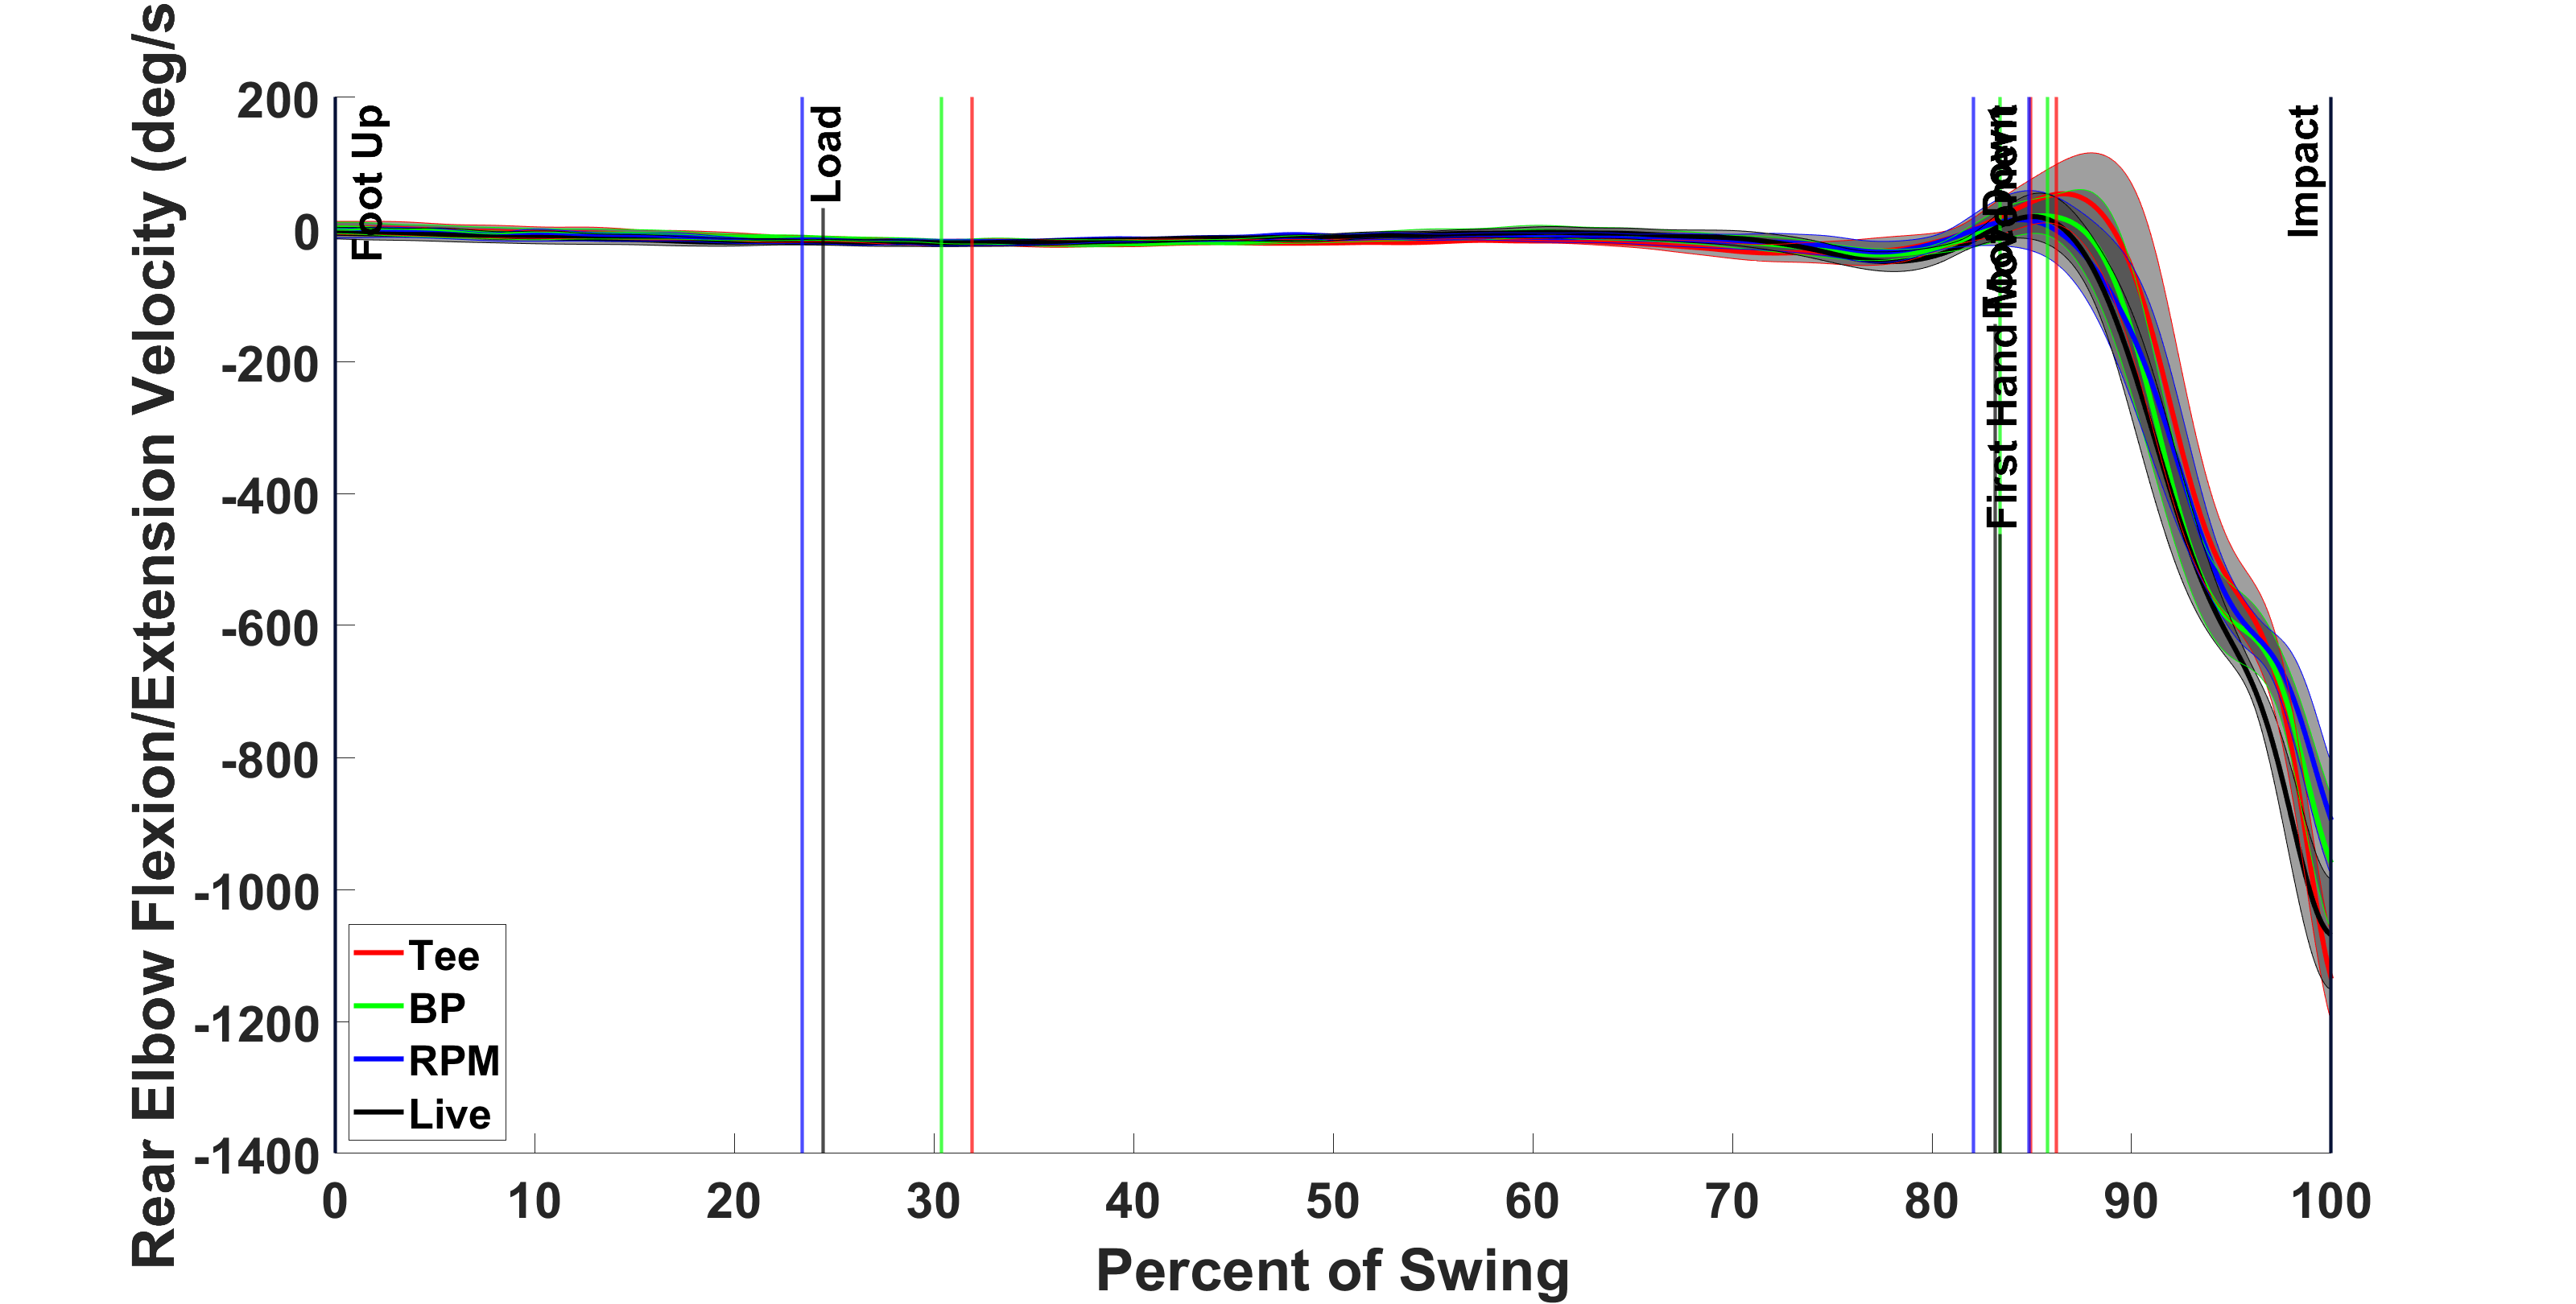 Rear Elbow Flexion/Extension Velocity (deg/s
200
0
-200
-400
-600
-800
-1000
-1200
-1400
Foot Up
Load
First Hand
Down
Impact
Tee
BP
RPM
Live
0 10 20 30 40 50 60 70 80 90 100
Percent of Swing